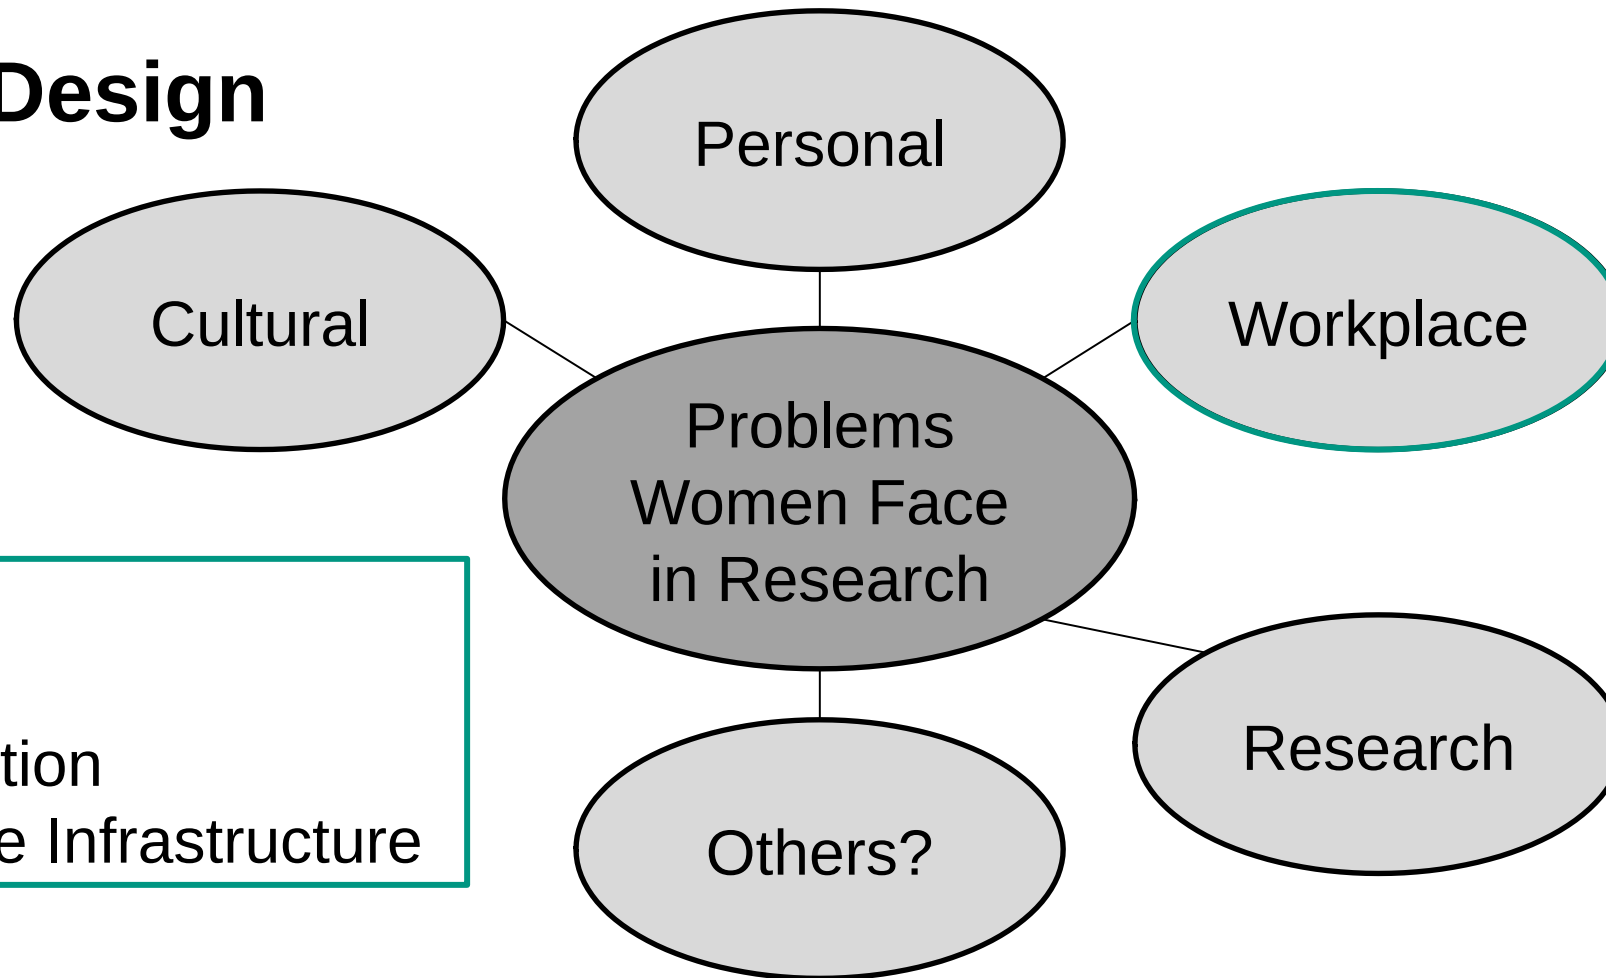 Design
Personal
Cultural
Workplace
Problems
Women Face
in Research
tion
e Infrastructure
Research
Others?